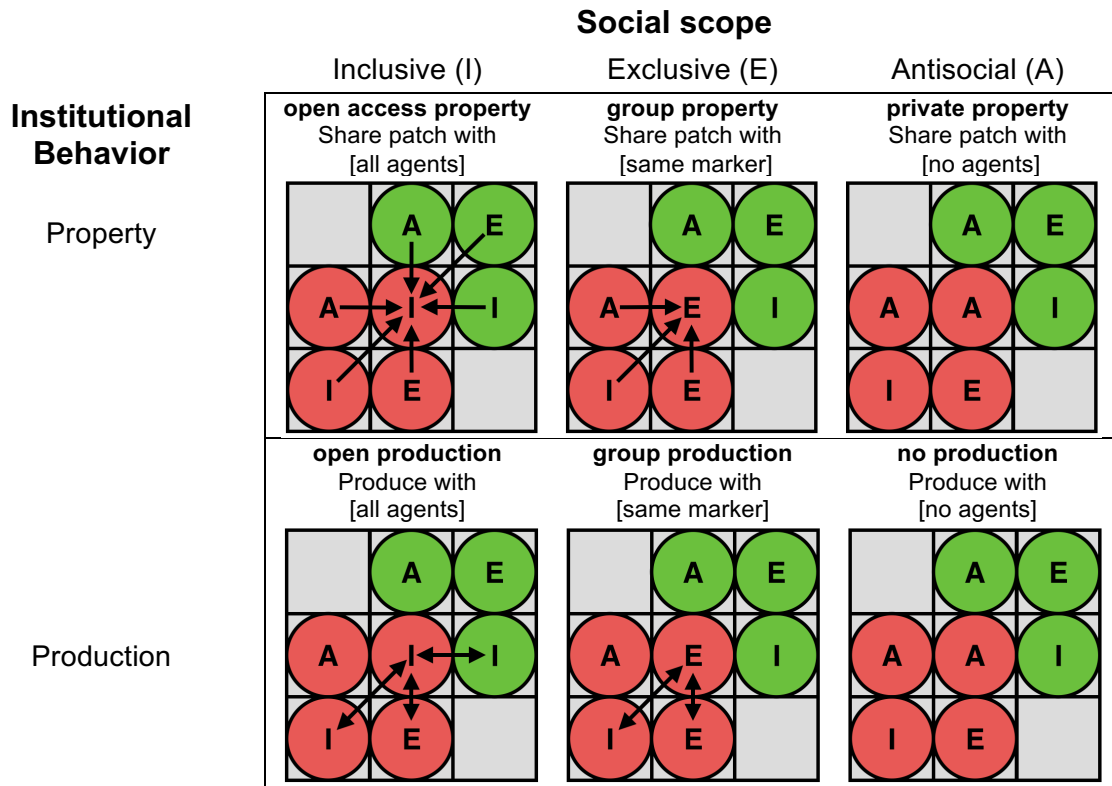 Social scope
Inclusive (I) Exclusive (E) Antisocial (A)
Institutional
Behavior
open access property
Share patch with
[all agents]
group property
Share patch with
[same marker]
private property
Share patch with
[no agents]
Property
A E
A I I
I E
A E
A E I
I E
A E
A A I
I E
open production
Produce with
[all agents]
group production
Produce with
[same marker]
no production
Produce with
[no agents]
Production
A E
A I I
I E
A E
A E I
I E
A E
A A I
I E